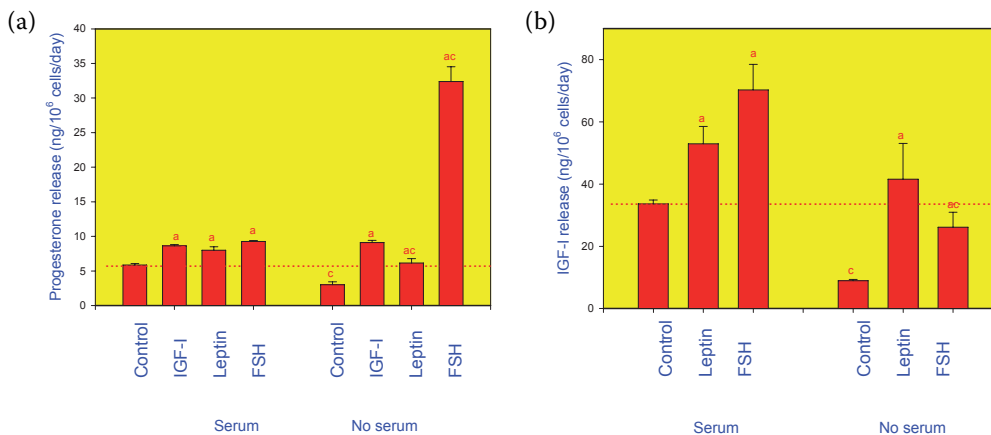 (a)
Progesterone release (ng/10⁶ cells/day)
40
35
30
25
20
15
10
5
0
a
a
a
c
a
ac
ac
Control
IGF-I
Leptin
FSH
Control
IGF-I
Leptin
FSH
Serum
No serum
(b)
IGF-I release (ng/10⁶ cells/day)
80
60
40
20
0
a
a
c
a
ac
Control
Leptin
FSH
Control
Leptin
FSH
Serum
No serum